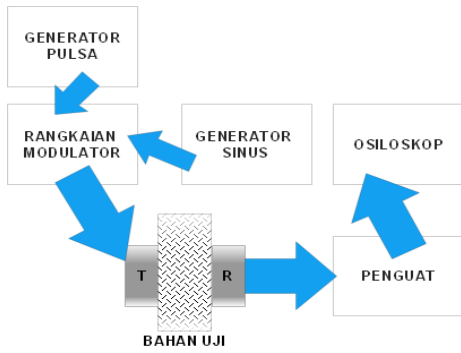 GENERATOR
PULSA
RANGKAIAN
MODULATOR
GENERATOR
SINUS
OSILOSKOP
T
R
PENGUAT
BAHAN UJI